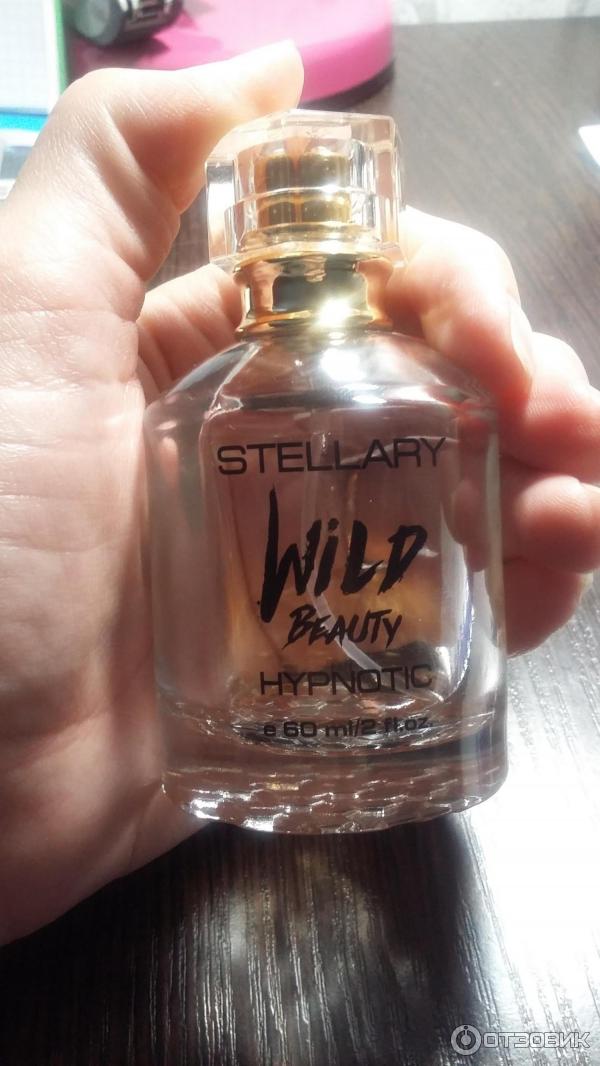 STELLARY
WiLD
BEAUTY
HYPNOTIC
e 60 ml/2 fl.oz.
ОТЗОВИК